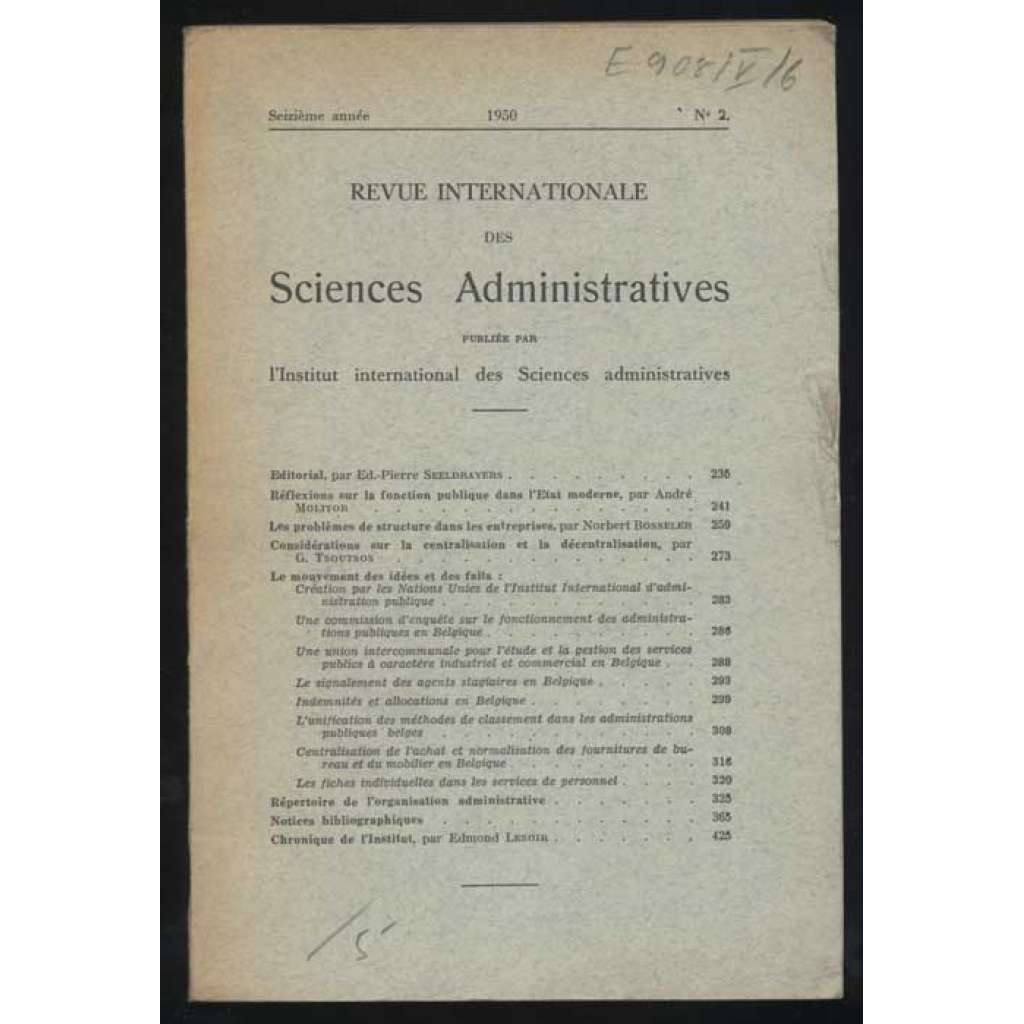 E 908/V/6
Seizième année 1950 N° 2.
REVUE INTERNATIONALE
DES
Sciences Administratives
PUBLIÉE PAR
l'Institut international des Sciences administratives
Editorial, par Ed.-Pierre SEELDRAYERS . . . . . . . . 235
Réflexions sur la fonction publique dans l'Etat moderne, par André
MOLITOR . . . . . . . . . . . . . . 241
Les problèmes de structure dans les entreprises, par Norbert BOSSELER 259
Considérations sur la centralisation et la décentralisation, par
G. TSOUTSOS . . . . . . . . . . . . . 273
Le mouvement des idées et des faits :
Création par les Nations Unies de l'Institut International d'admi-
nistration publique . . . . . . . . . . . 283
Une commission d'enquête sur le fonctionnement des administra-
tions publiques en Belgique . . . . . . . . . 286
Une union intercommunale pour l'étude et la gestion des services
publics à caractère industriel et commercial en Belgique . . 288
Le signalement des agents stagiaires en Belgique . . . . . 293
Indemnités et allocations en Belgique . . . . . . . . 299
L'unification des méthodes de classement dans les administrations
publiques belges . . . . . . . . . . . . 308
Centralisation de l'achat et normalisation des fournitures de bu-
reau et du mobilier en Belgique . . . . . . . . 316
Les fiches individuelles dans les services de personnel . . . . 320
Répertoire de l'organisation administrative . . . . . . . 325
Notices bibliographiques . . . . . . . . . . . . 365
Chronique de l'Institut, par Edmond LESOIR . . . . . . . 425
/5'